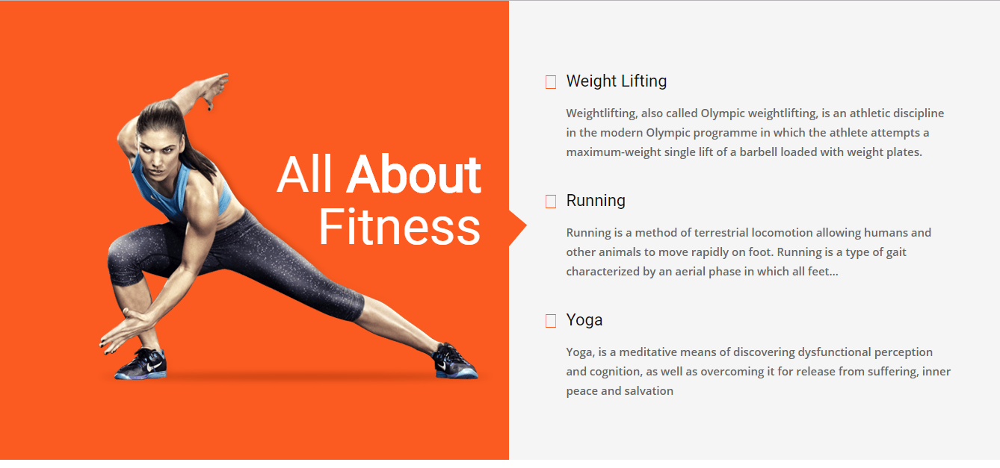 All About
Fitness
Weight Lifting
Weightlifting, also called Olympic weightlifting, is an athletic discipline
in the modern Olympic programme in which the athlete attempts a
maximum-weight single lift of a barbell loaded with weight plates.
Running
Running is a method of terrestrial locomotion allowing humans and
other animals to move rapidly on foot. Running is a type of gait
characterized by an aerial phase in which all feet...
Yoga
Yoga, is a meditative means of discovering dysfunctional perception
and cognition, as well as overcoming it for release from suffering, inner
peace and salvation